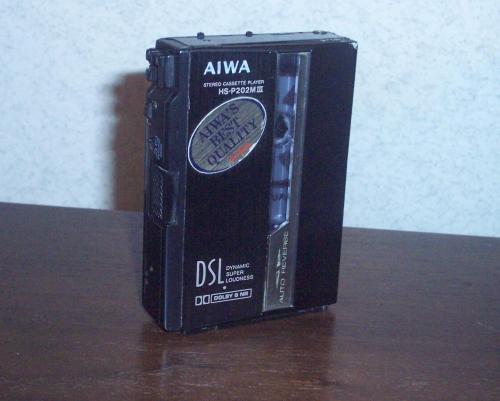 AIWA
STEREO CASSETTE PLAYER
HS-P202MIII
AIWA'S
BEST
QUALITY
DSL DYNAMIC
SUPER
LOUDNESS
DOLBY B NR
AUTO REVERSE